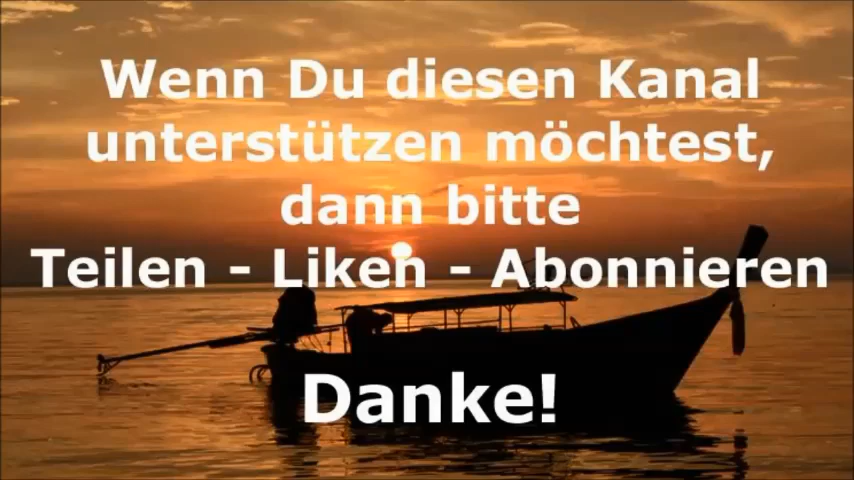 Wenn Du diesen Kanal
unterstützen möchtest,
dann bitte
Teilen - Liken - Abonnieren
Danke!